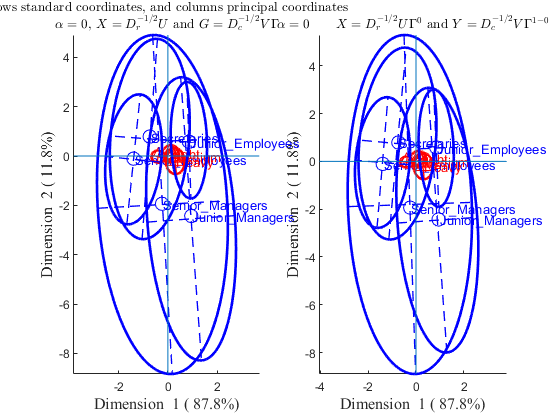 ows standard coordinates, and columns principal coordinates
α = 0, X = D_r^{-1/2}U and G = D_c^{-1/2}VΓ
α = 0 X = D_r^{-1/2}UΓ^0 and Y = D_c^{-1/2}VΓ^{1-0}
4
2
0
-2
-4
-6
-8
-2
0
2
Dimension 2 ( 11.8%)
Dimension 1 ( 87.8%)
Secretaries
Junior_Employees
Senior_Managers
Junior_Managers
4
2
0
-2
-4
-6
-8
-4
-2
0
2
Dimension 2 ( 11.8%)
Dimension 1 ( 87.8%)
Secretaries
Junior_Employees
Senior_Managers
Junior_Managers